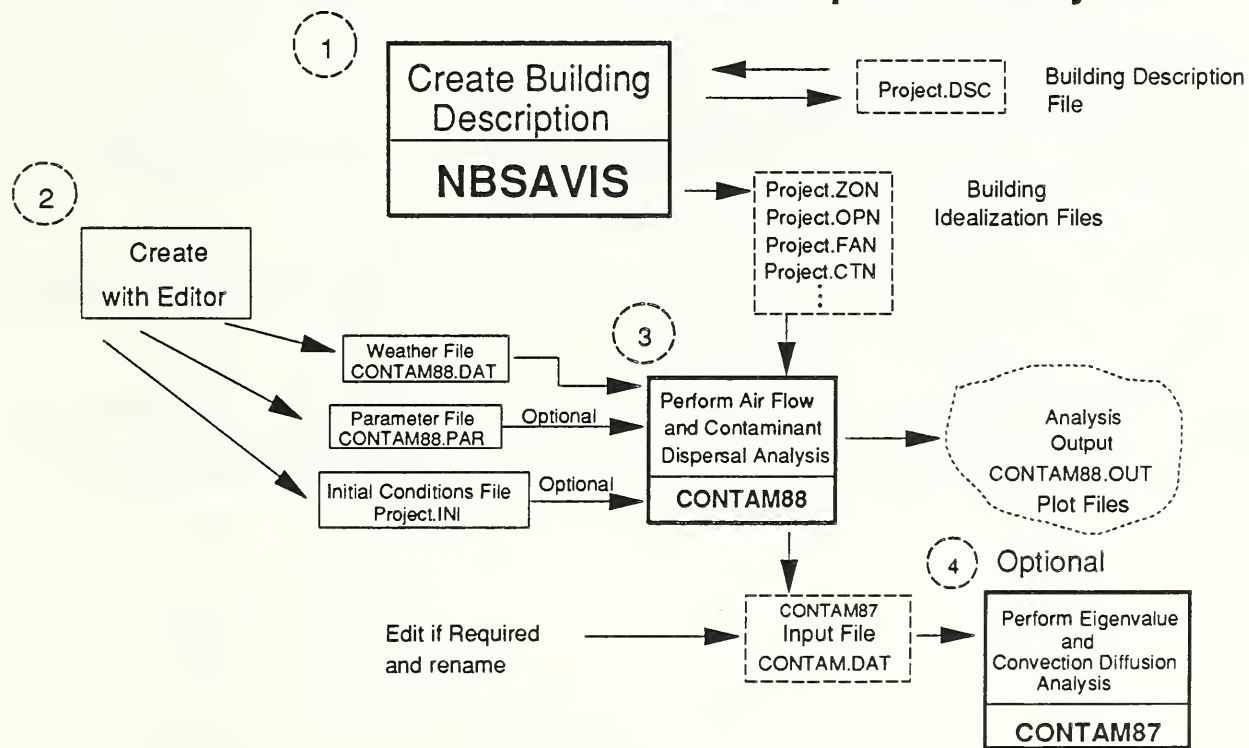 1
Create Building
Description
NBSAVIS
Project.DSC
Building Description
File
Project.ZON
Project.OPN
Project.FAN
Project.CTN
Building
Idealization Files
2
Create
with Editor
Weather File
CONTAM88.DAT
Parameter File
CONTAM88.PAR
Optional
Initial Conditions File
Project.INI
Optional
3
Perform Air Flow
and Contaminant
Dispersal Analysis
CONTAM88
Analysis
Output
CONTAM88.OUT
Plot Files
Edit if Required
and rename
CONTAM87
Input File
CONTAM.DAT
4
Optional
Perform Eigenvalue
and
Convection Diffusion
Analysis
CONTAM87